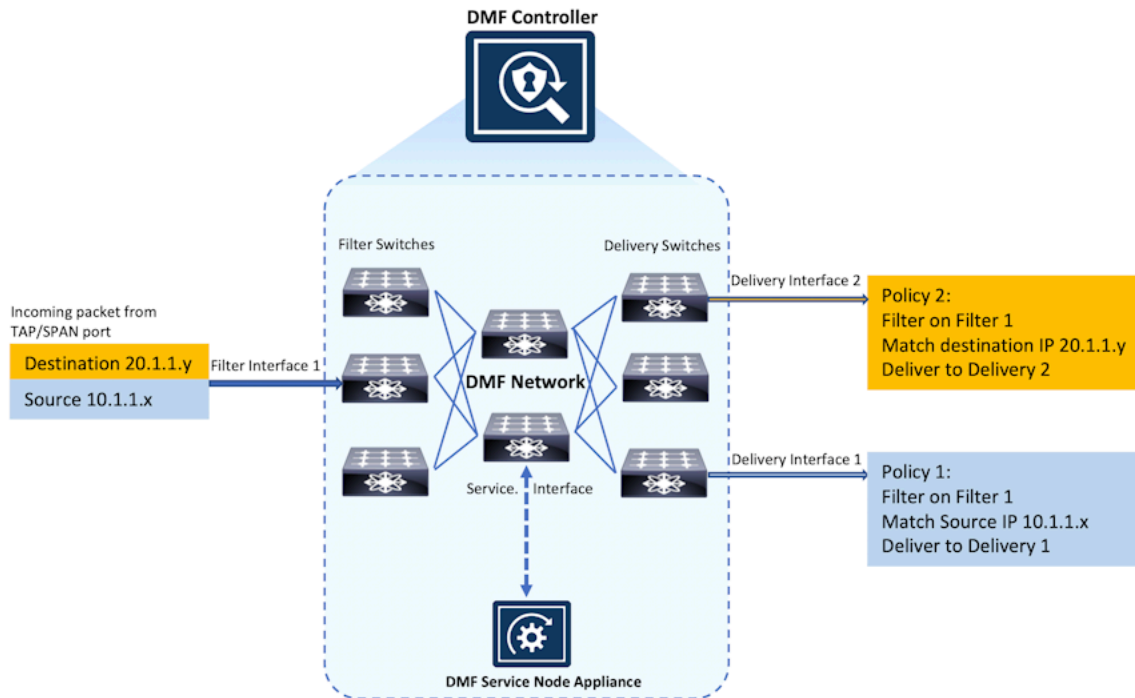 DMF Controller
Filter Switches
Delivery Switches
Delivery Interface 2
Incoming packet from
TAP/SPAN port
Destination 20.1.1.y
Source 10.1.1.x
Filter Interface 1
DMF Network
Policy 2:
Filter on Filter 1
Match destination IP 20.1.1.y
Deliver to Delivery 2
Delivery Interface 1
Service. Interface
Policy 1:
Filter on Filter 1
Match Source IP 10.1.1.x
Deliver to Delivery 1
DMF Service Node Appliance